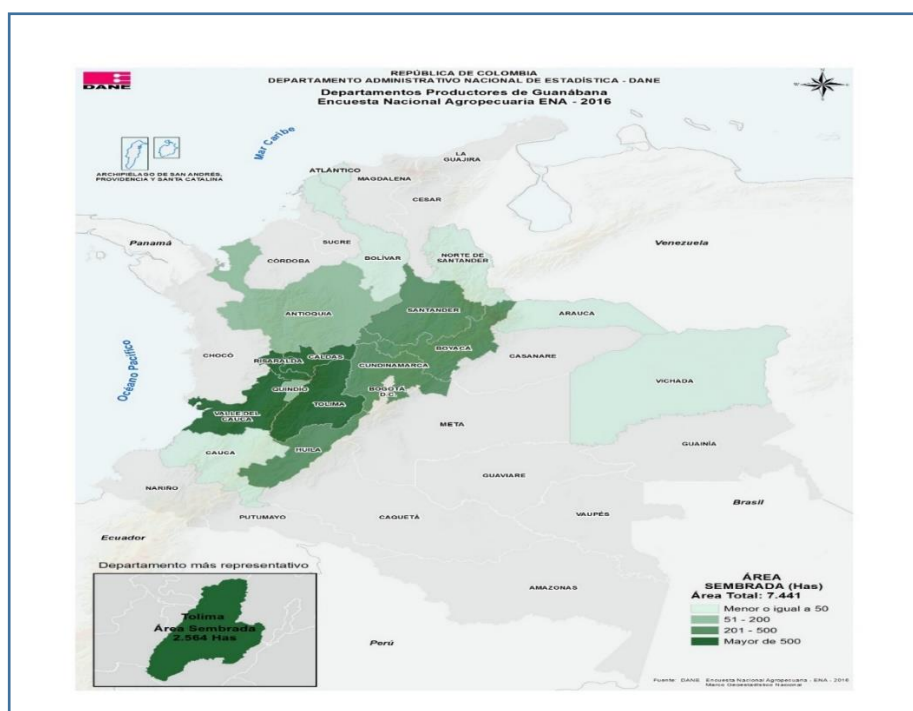 DANE
REPÚBLICA DE COLOMBIA
DEPARTAMENTO ADMINISTRATIVO NACIONAL DE ESTADÍSTICA - DANE
Departamentos Productores de Guanábana
Encuesta Nacional Agropecuaria ENA - 2016
Mar Caribe
ARCHIPIÉLAGO DE SAN ANDRÉS,
PROVIDENCIA Y SANTA CATALINA
LA
GUAJIRA
ATLÁNTICO
MAGDALENA
CESAR
Panamá
SUCRE
CÓRDOBA
BOLÍVAR
NORTE DE
SANTANDER
Venezuela
ANTIOQUIA
SANTANDER
ARAUCA
Océano Pacífico
CHOCÓ
RISARALDA
CALDAS
BOYACÁ
CUNDINAMARCA
CASANARE
QUINDÍO
BOGOTÁ
D.C.
VICHADA
VALLE DEL
CAUCA
TOLIMA
META
CAUCA
HUILA
GUAINÍA
NARIÑO
GUAVIARE
PUTUMAYO
CAQUETÁ
VAUPÉS
Brasil
Ecuador
AMAZONAS
Perú
Departamento más representativo
Tolima
Área Sembrada
2.564 Has
ÁREA
SEMBRADA (Has)
Área Total: 7.441
Menor o igual a 50
51 - 200
201 - 500
Mayor de 500
Fuente: DANE Encuesta Nacional Agropecuaria - ENA - 2016
Marco Geoestadístico Nacional